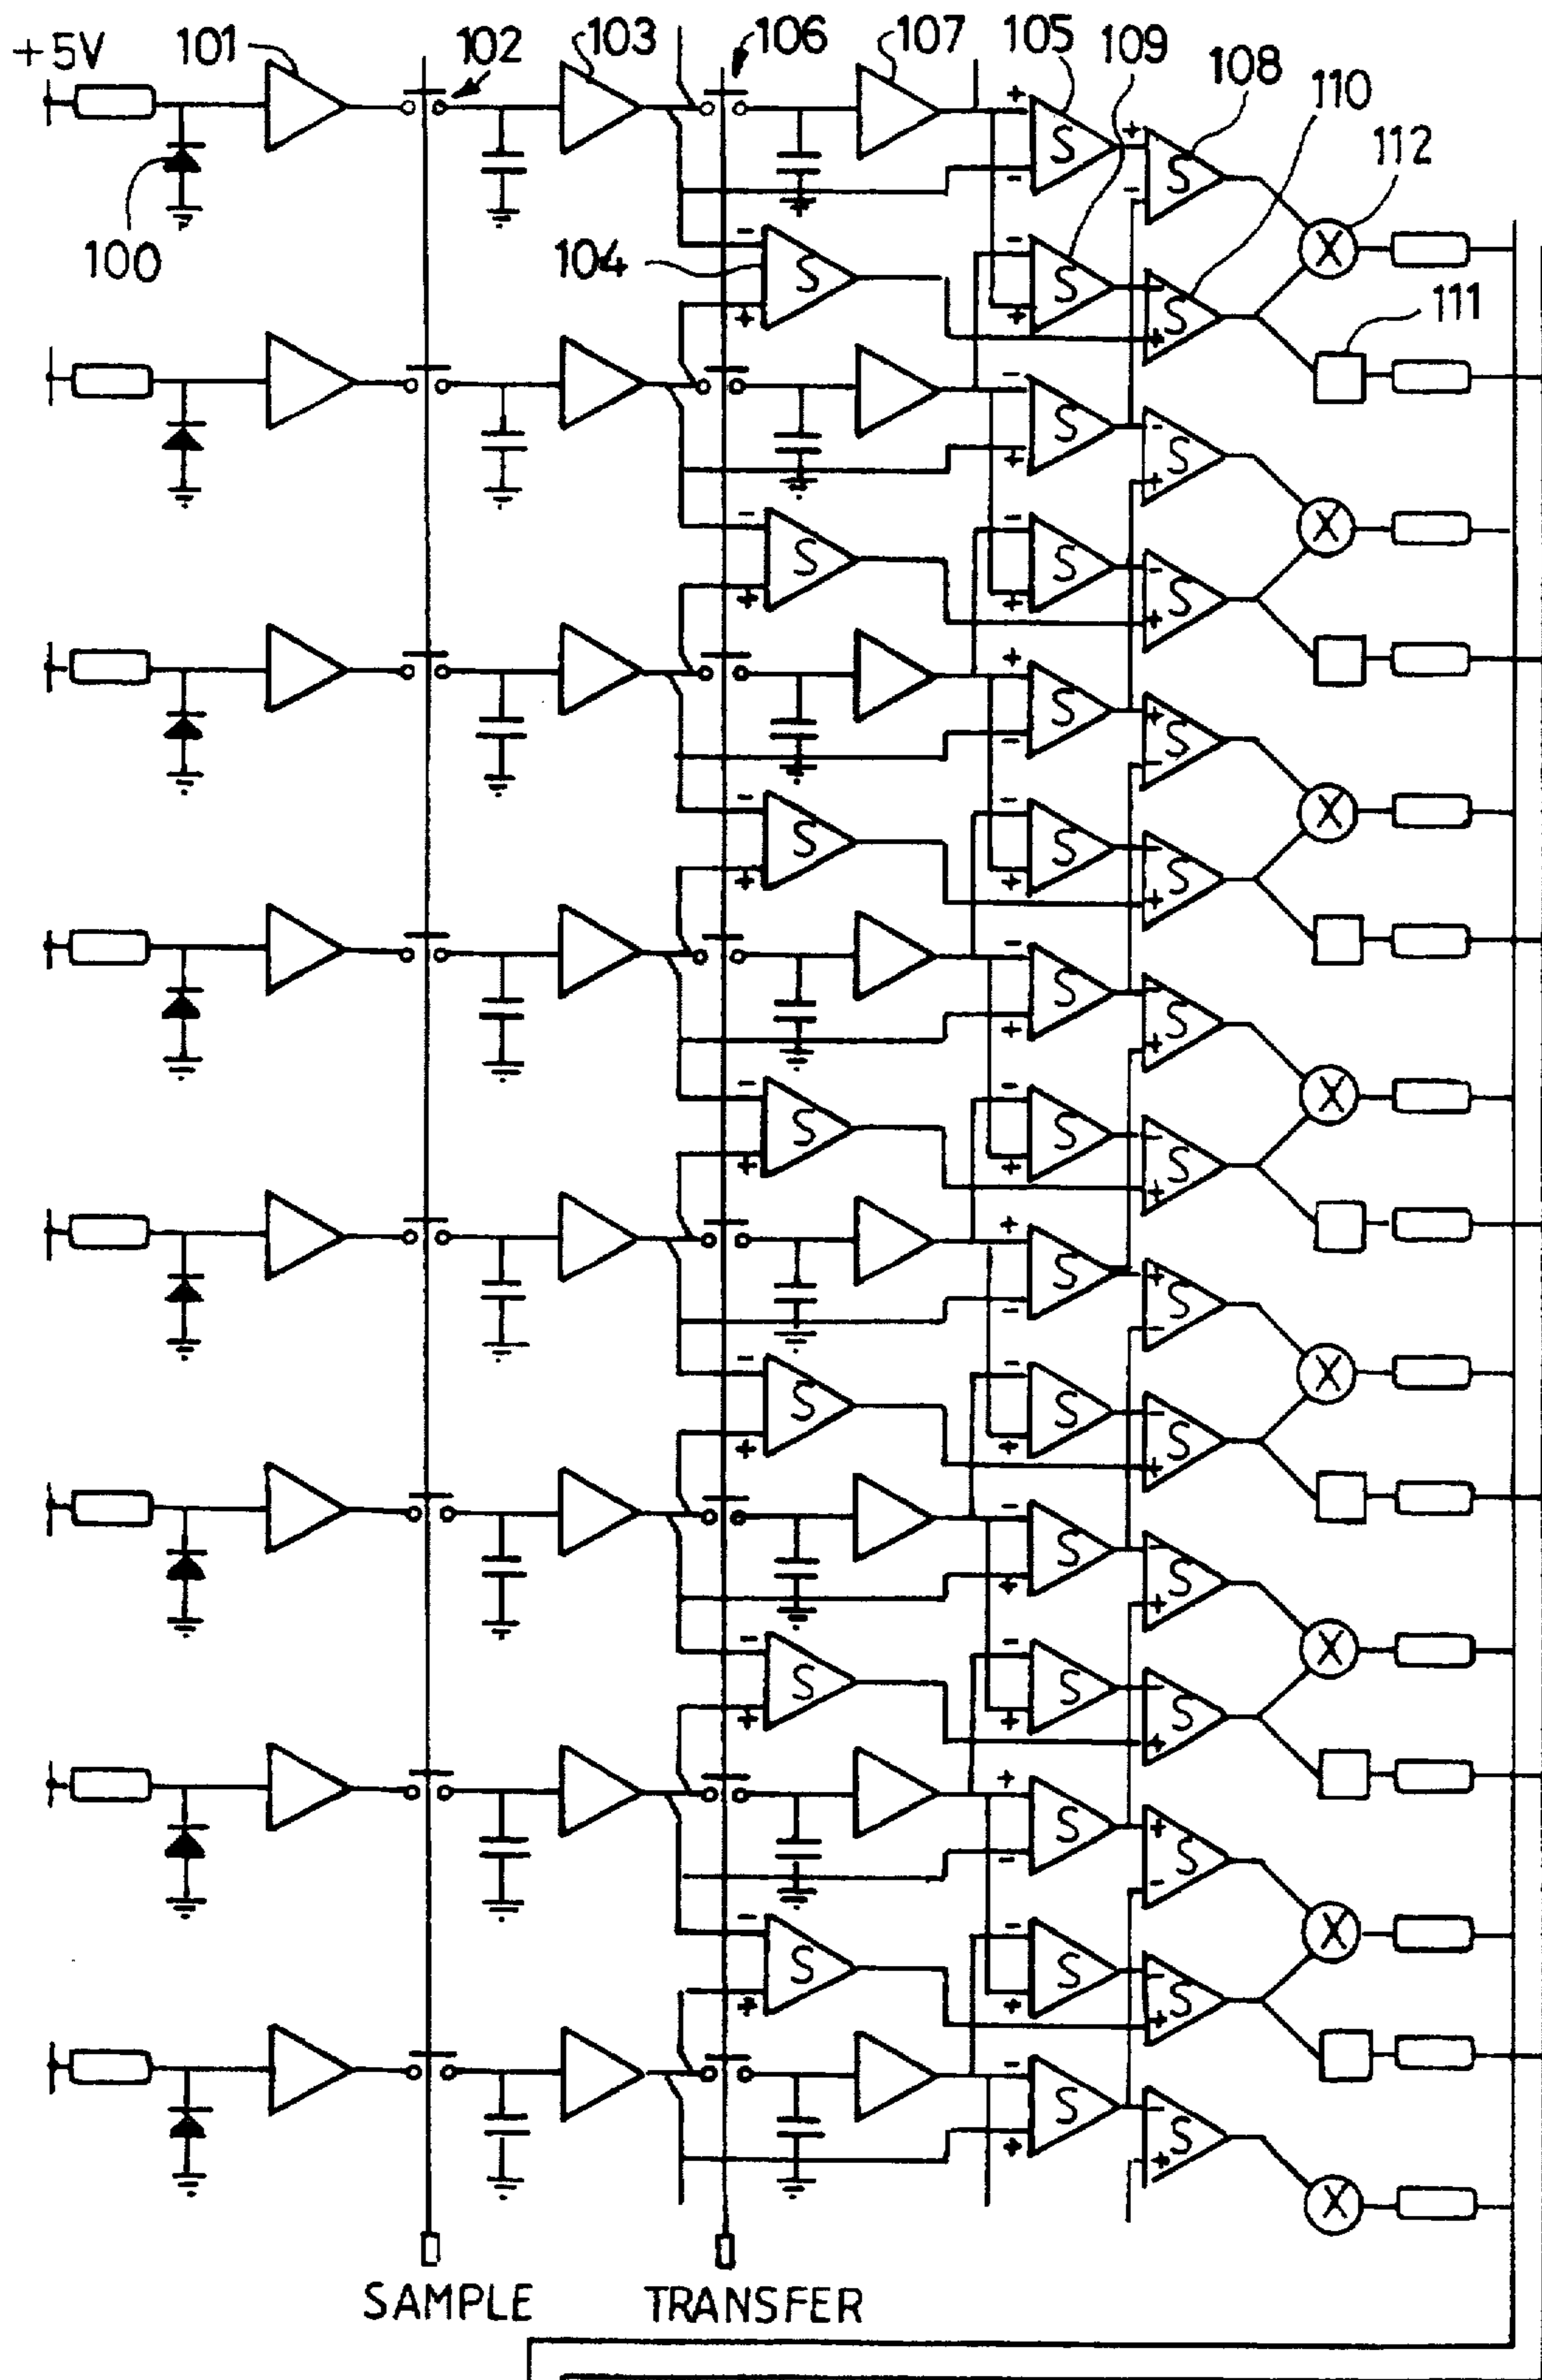 +5V 101 102 103 106 107 105 109 108 110
112
100 104
111
+ - + -
S S
X
- + - +
S S S
- + - +
S S
X
- + - +
S S S
+ - + -
S S
X
- + - +
S S S
- + - +
S S
X
- + - +
S S S
+ - + -
S S
X
- + - +
S S S
- + - +
S S
X
- + - +
S S S
+ - + -
S S
X
- + - +
S S S
- + - +
S S
X
SAMPLE TRANSFER